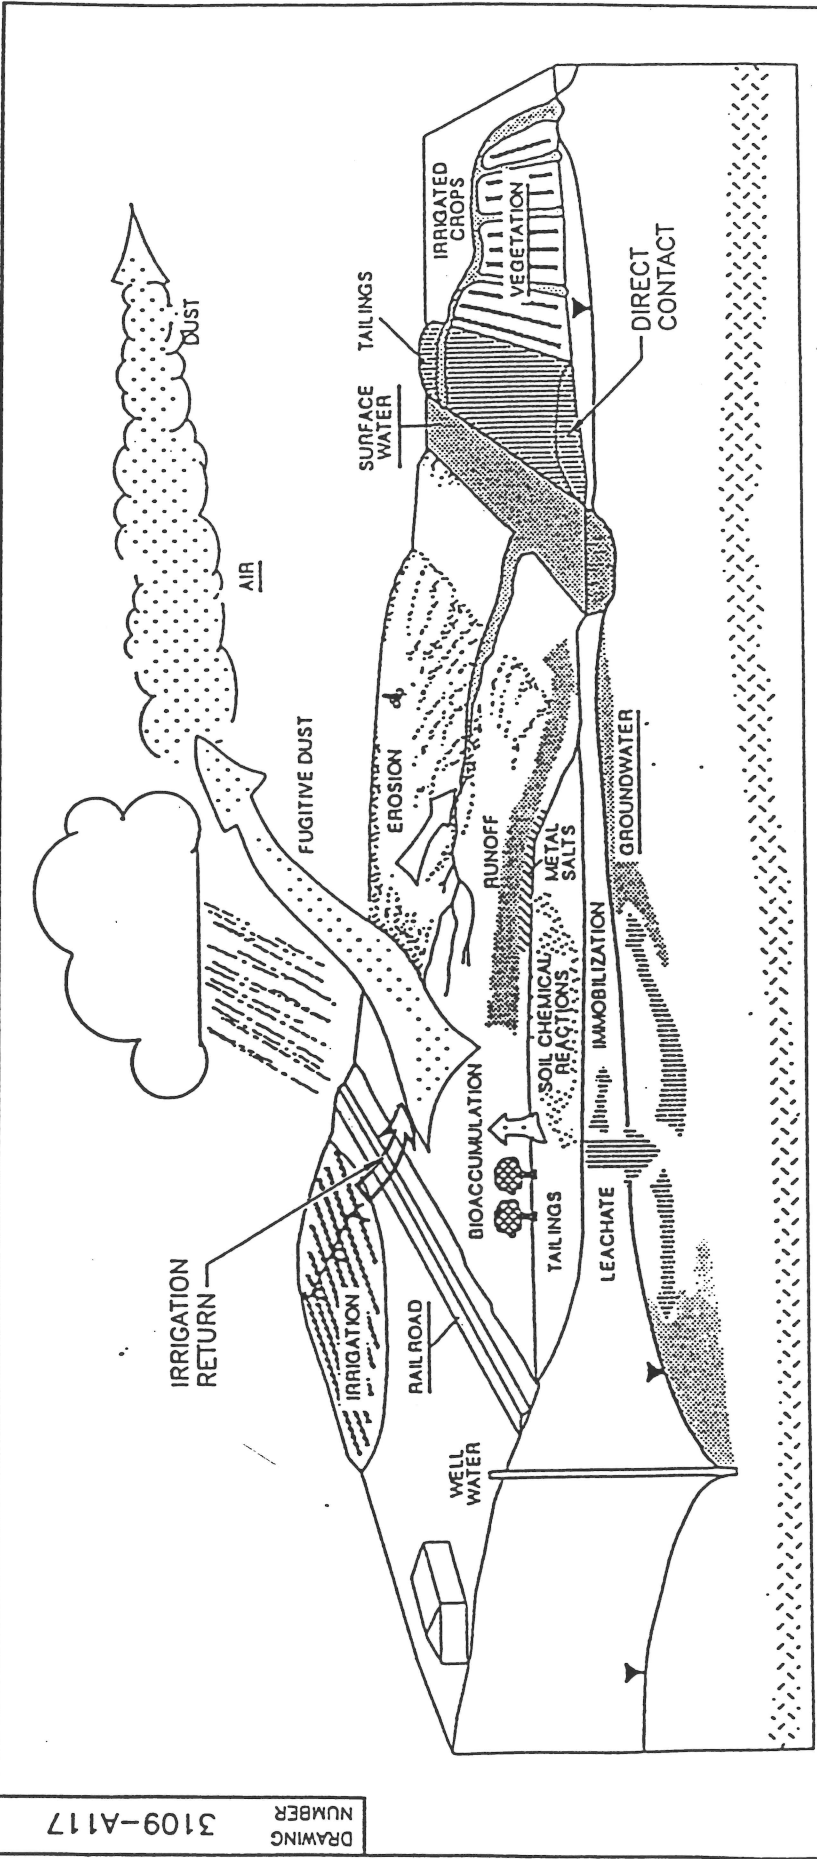 DUST
AIR
FUGITIVE DUST
IRRIGATION
RETURN
IRRIGATION
RAILROAD
WELL
WATER
BIOACCUMULATION
TAILINGS
LEACHATE
SOIL CHEMICAL
REACTIONS
IMMOBILIZATION
EROSION
RUNOFF
METAL
SALTS
GROUNDWATER
SURFACE
WATER
TAILINGS
IRRIGATED
CROPS
VEGETATION
DIRECT
CONTACT
DRAWING
NUMBER
3109-A117